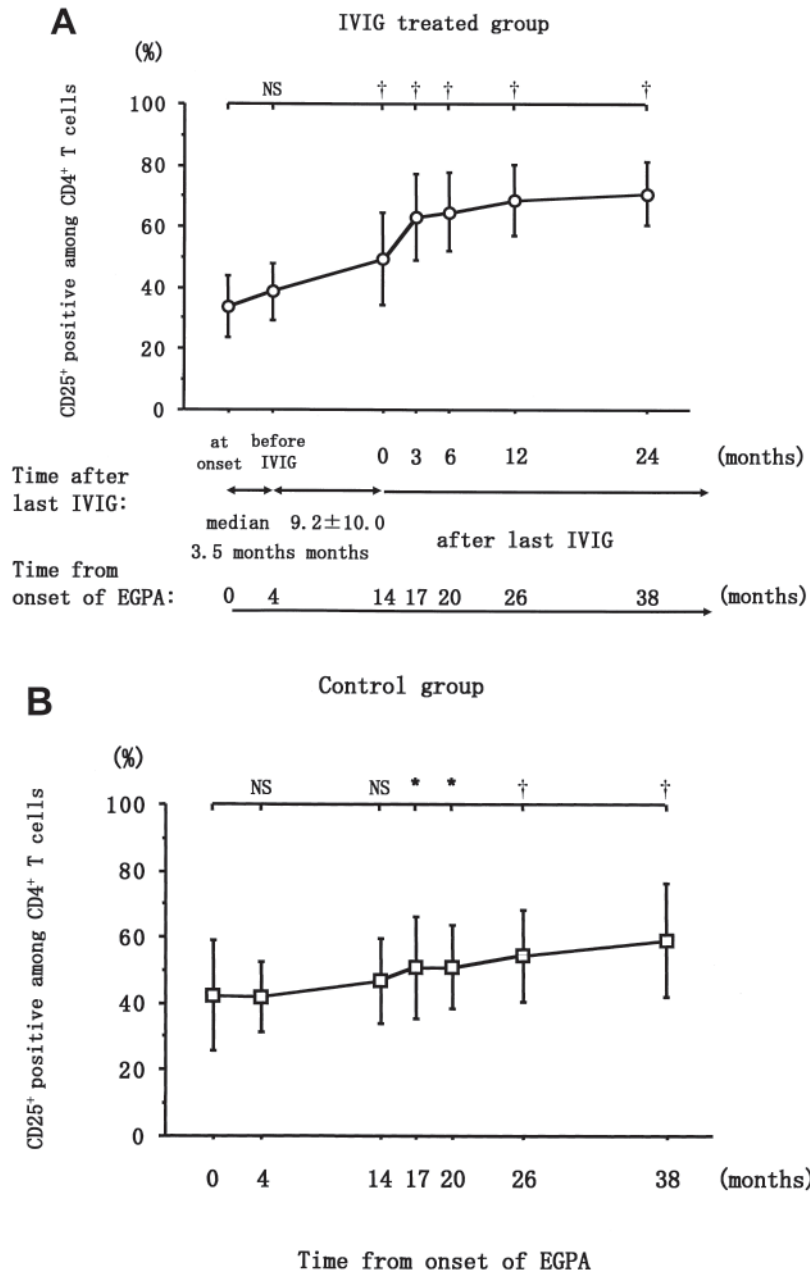 A
IVIG treated group
(%)
NS † † † † †
100
80
60
40
20
0
CD25⁺ positive among CD4⁺ T cells
at onset before IVIG 0 3 6 12 24 (months)
Time after last IVIG:
median 3.5 months 9.2±10.0 months after last IVIG
Time from onset of EGPA: 0 4 14 17 20 26 38 (months)
B
Control group
(%)
NS NS * * † †
100
80
60
40
20
0
CD25⁺ positive among CD4⁺ T cells
0 4 14 17 20 26 38 (months)
Time from onset of EGPA